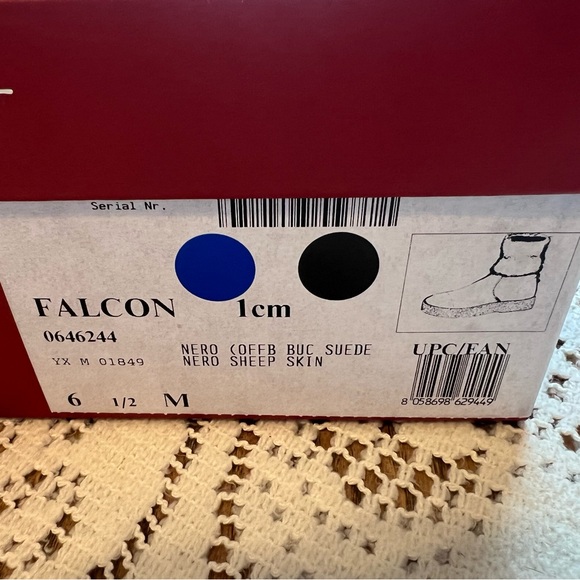 Serial Nr.
FALCON 1cm
0646244
YX M 01849
NERO (OFFB BUC SUEDE
NERO SHEEP SKIN
UPC/EAN
6 1/2 M
8 058698 629449